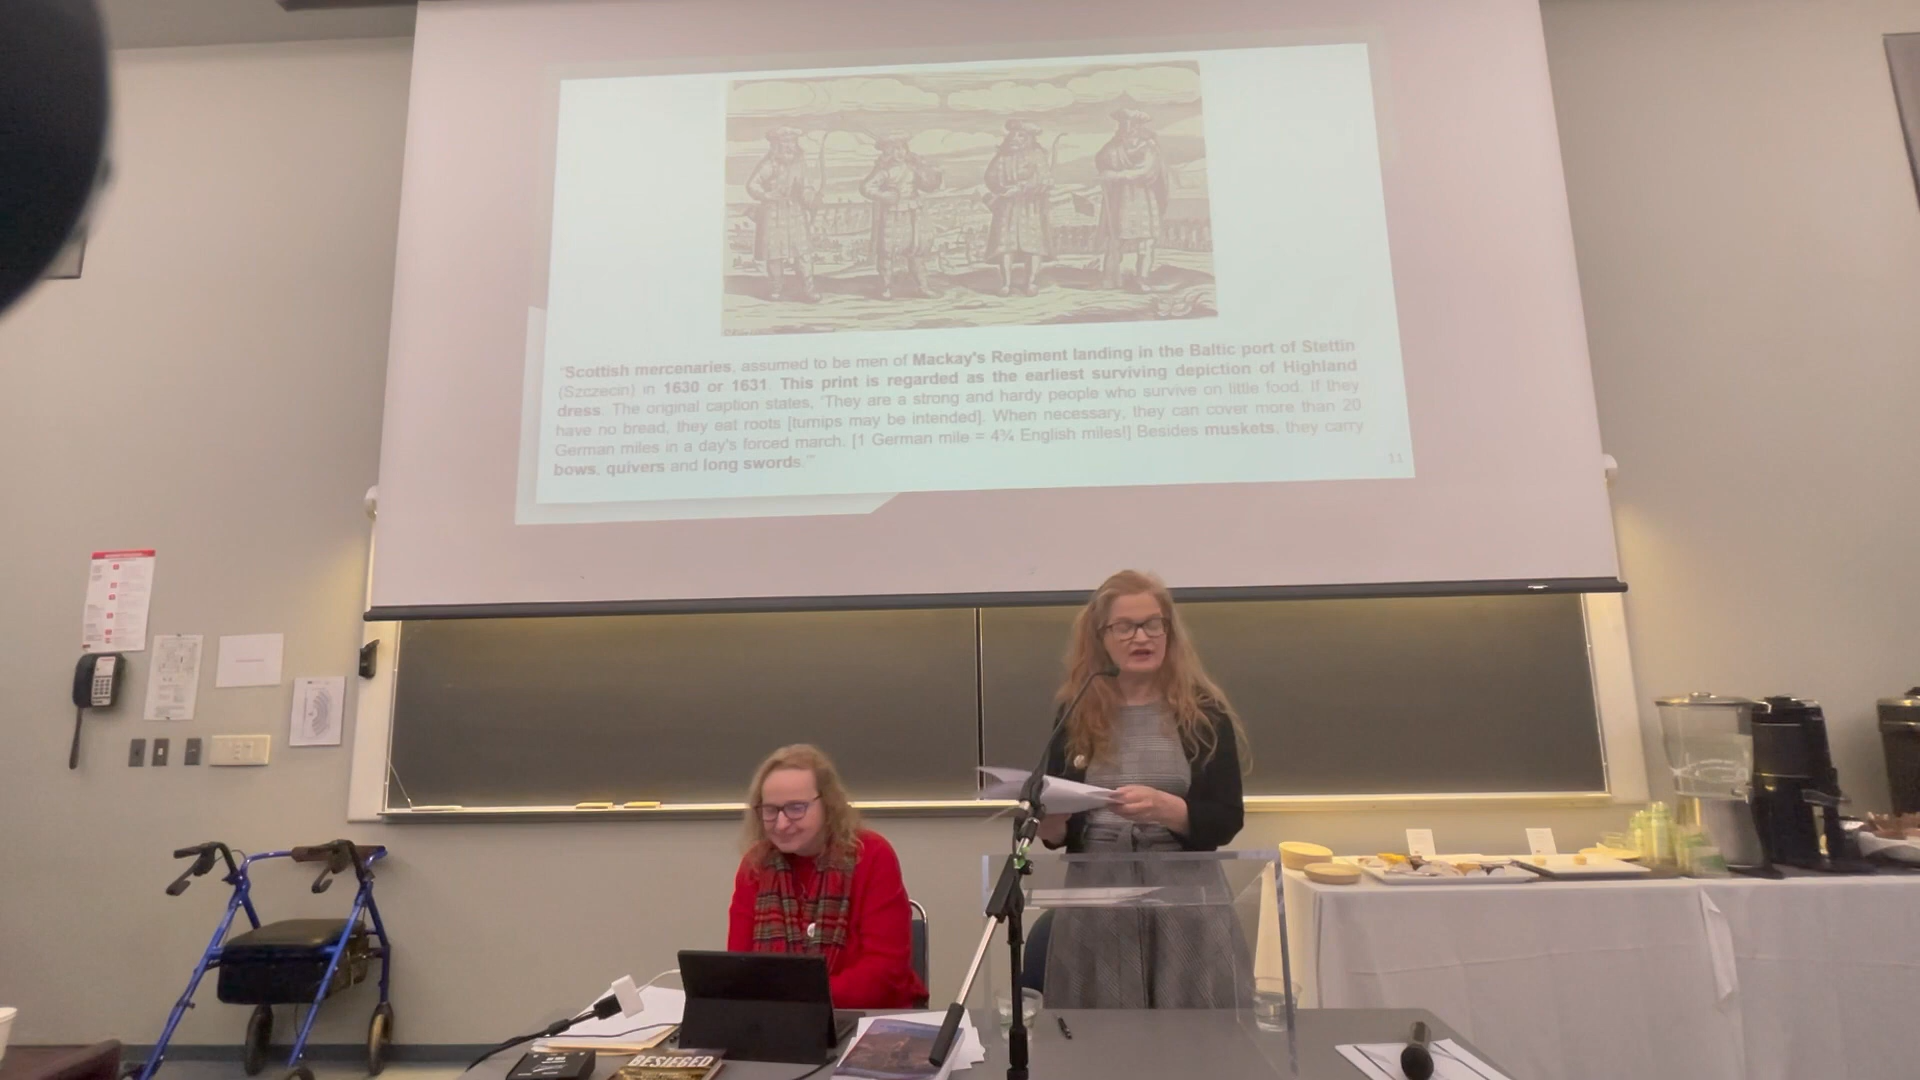 "Scottish mercenaries, assumed to be men of Mackay's Regiment landing in the Baltic port of Stettin
(Szczecin) in 1630 or 1631. This print is regarded as the earliest surviving depiction of Highland
dress. The original caption states, 'They are a strong and hardy people who survive on little food. If they
have no bread, they eat roots [turnips may be intended]. When necessary, they can cover more than 20
German miles in a day's forced march. [1 German mile = 4¾ English miles!] Besides muskets, they carry
bows, quivers and long swords.'"
11
BESIEGED